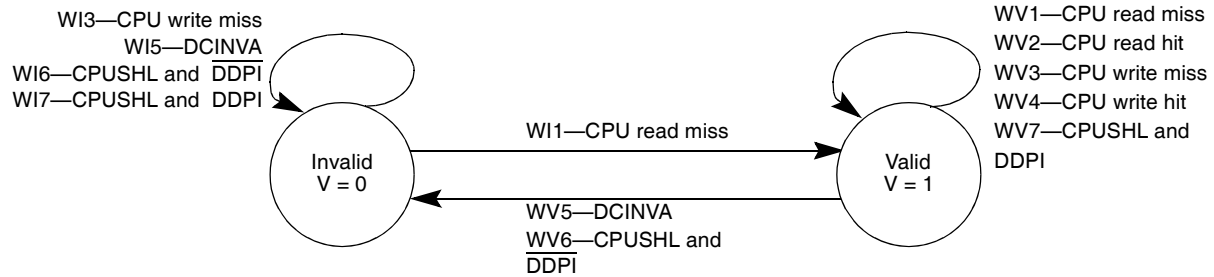 WI3—CPU write miss
WI5—DCINVA
WI6—CPUSHL and DDPI
WI7—CPUSHL and DDPI
Invalid
V = 0
WI1—CPU read miss
WV5—DCINVA
WV6—CPUSHL and
DDPI
Valid
V = 1
WV1—CPU read miss
WV2—CPU read hit
WV3—CPU write miss
WV4—CPU write hit
WV7—CPUSHL and
DDPI